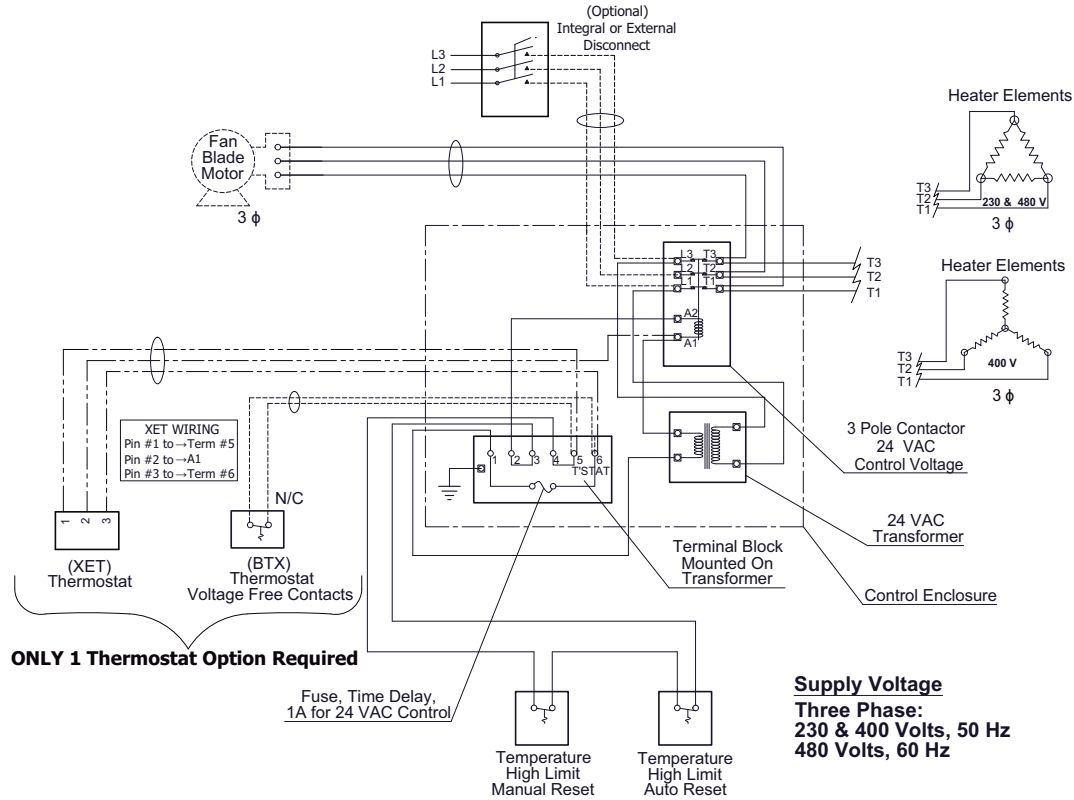 (Optional)
Integral or External
Disconnect
L3
L2
L1
Fan
Blade
Motor
3 ϕ
Heater Elements
T3
T2
T1
230 & 480 V
3 ϕ
L3 T3
L2 T2
L1 T1
A2
A1
T3
T2
T1
Heater Elements
T3
T2
T1
400 V
3 ϕ
XET WIRING
Pin #1 to →Term #5
Pin #2 to →A1
Pin #3 to →Term #6
1 2 3 4 5 6
T'STAT
3 Pole Contactor
24 VAC
Control Voltage
1 2 3
(XET)
Thermostat
N/C
(BTX)
Thermostat
Voltage Free Contacts
24 VAC
Transformer
Terminal Block
Mounted On
Transformer
Control Enclosure
ONLY 1 Thermostat Option Required
Fuse, Time Delay,
1A for 24 VAC Control
Temperature
High Limit
Manual Reset
Temperature
High Limit
Auto Reset
Supply Voltage
Three Phase:
230 & 400 Volts, 50 Hz
480 Volts, 60 Hz